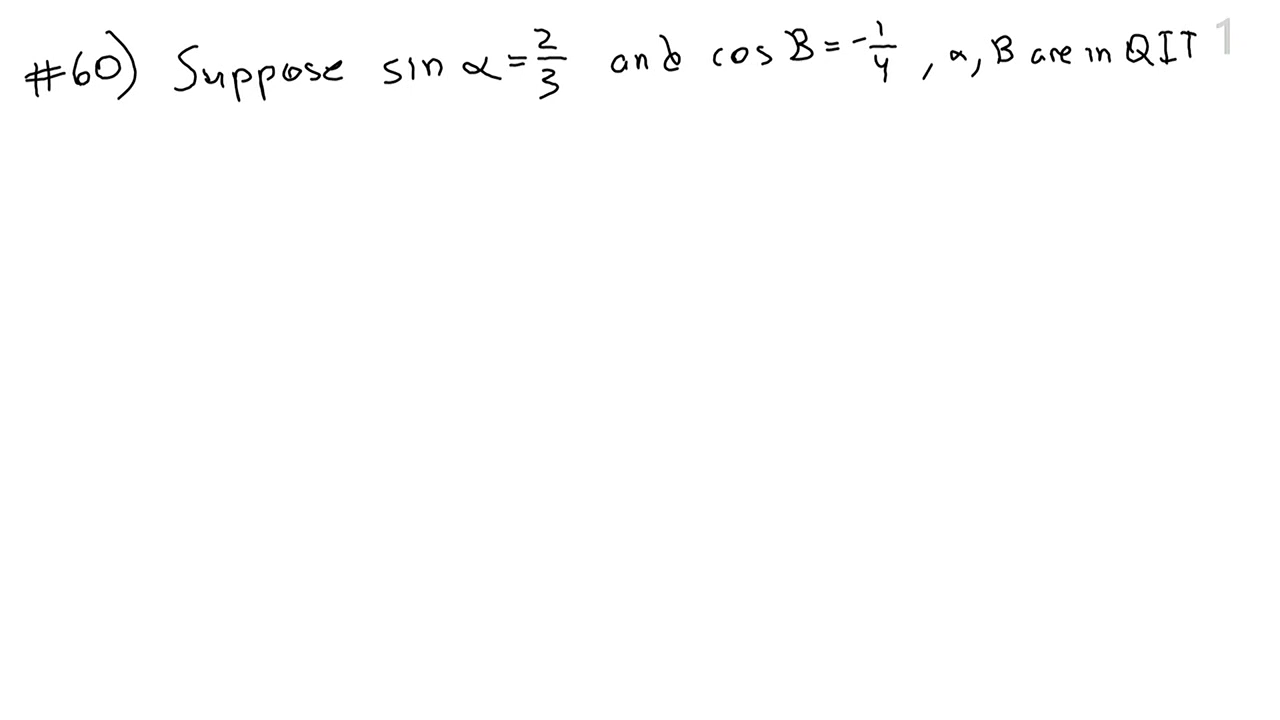 #60) Suppose sin α = 2/3 and cos B = -1/4, α, B are in QII 1